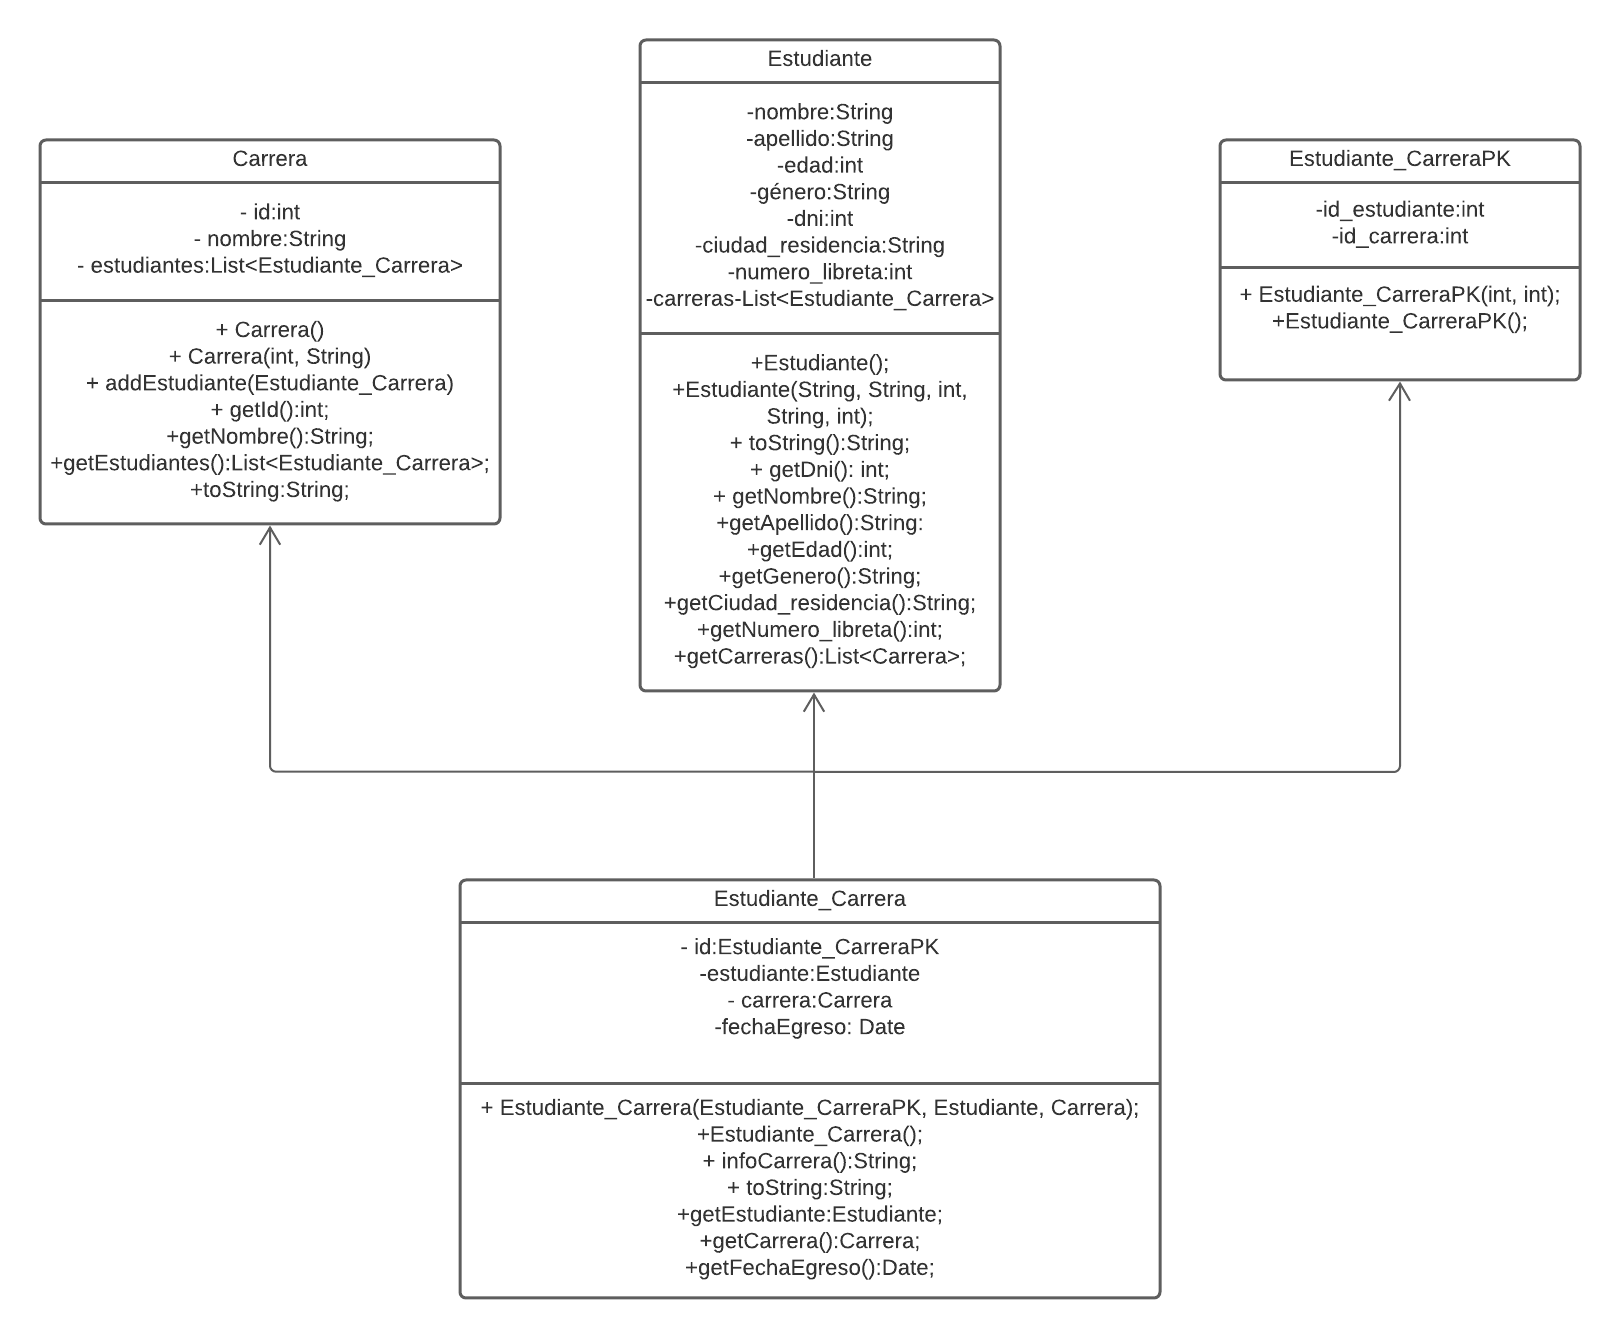 Estudiante
-nombre:String
-apellido:String
-edad:int
-género:String
-dni:int
-ciudad_residencia:String
-numero_libreta:int
-carreras-List<Estudiante_Carrera>
+Estudiante();
+Estudiante(String, String, int,
String, int);
+ toString():String;
+ getDni(): int;
+ getNombre():String;
+getApellido():String:
+getEdad():int;
+getGenero():String;
+getCiudad_residencia():String;
+getNumero_libreta():int;
+getCarreras():List<Carrera>;
Carrera
- id:int
- nombre:String
- estudiantes:List<Estudiante_Carrera>
+ Carrera()
+ Carrera(int, String)
+ addEstudiante(Estudiante_Carrera)
+ getId():int;
+getNombre():String;
+getEstudiantes():List<Estudiante_Carrera>;
+toString:String;
Estudiante_CarreraPK
-id_estudiante:int
-id_carrera:int
+ Estudiante_CarreraPK(int, int);
+Estudiante_CarreraPK();
Estudiante_Carrera
- id:Estudiante_CarreraPK
-estudiante:Estudiante
- carrera:Carrera
-fechaEgreso: Date
+ Estudiante_Carrera(Estudiante_CarreraPK, Estudiante, Carrera);
+Estudiante_Carrera();
+ infoCarrera():String;
+ toString:String;
+getEstudiante:Estudiante;
+getCarrera():Carrera;
+getFechaEgreso():Date;